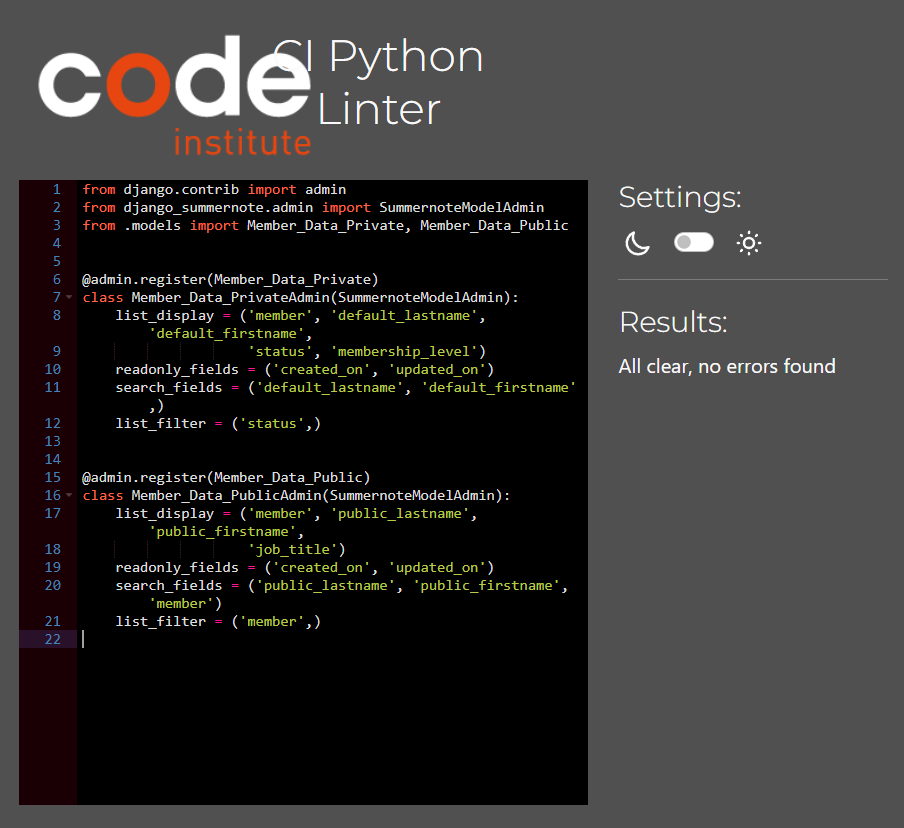 code
institute
CI Python
Linter
1 from django.contrib import admin
2 from django_summernote.admin import SummernoteModelAdmin
3 from .models import Member_Data_Private, Member_Data_Public
4
5
6 @admin.register(Member_Data_Private)
7 class Member_Data_PrivateAdmin(SummernoteModelAdmin):
8     list_display = ('member', 'default_lastname',
        'default_firstname',
9                     'status', 'membership_level')
10     readonly_fields = ('created_on', 'updated_on')
11     search_fields = ('default_lastname', 'default_firstname'
        ,)
12     list_filter = ('status',)
13
14
15 @admin.register(Member_Data_Public)
16 class Member_Data_PublicAdmin(SummernoteModelAdmin):
17     list_display = ('member', 'public_lastname',
        'public_firstname',
18                     'job_title')
19     readonly_fields = ('created_on', 'updated_on')
20     search_fields = ('public_lastname', 'public_firstname',
        'member')
21     list_filter = ('member',)
22
Settings:
Results:
All clear, no errors found